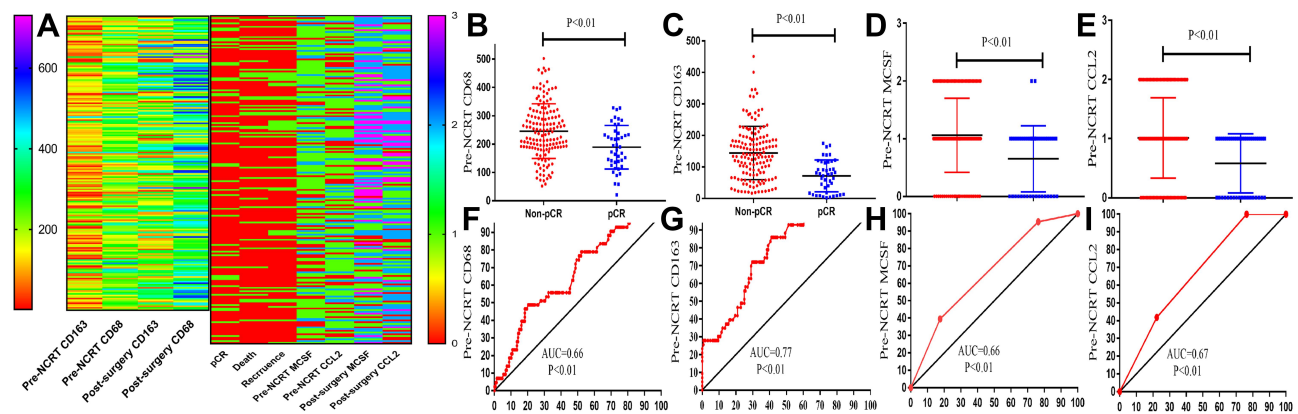 A
600
400
200
Pre-NCRT CD163
Pre-NCRT CD68
Post-surgery CD163
Post-surgery CD68
pCR
Death
Recrruence
Pre-NCRT MCSF
Pre-NCRT CCL2
Post-surgery MCSF
Post-surgery CCL2
3
2
1
0
B
P<0.01
Pre-NCRT CD68
500
400
300
200
100
0
Non-pCR
pCR
C
P<0.01
Pre-NCRT CD163
500
400
300
200
100
0
Non-pCR
pCR
D
P<0.01
Pre-NCRT MCSF
3
2
1
0
E
P<0.01
Pre-NCRT CCL2
3
2
1
0
F
Pre-NCRT CD68
90
80
70
60
50
40
30
20
10
0
AUC=0.66
P<0.01
0 10 20 30 40 50 60 70 80 90 100
G
Pre-NCRT CD163
90
80
70
60
50
40
30
20
10
0
AUC=0.77
P<0.01
0 10 20 30 40 50 60 70 80 90 100
H
Pre-NCRT MCSF
100
90
80
70
60
50
40
30
20
10
0
AUC=0.66
P<0.01
0 10 20 30 40 50 60 70 80 90 100
I
Pre-NCRT CCL2
100
90
80
70
60
50
40
30
20
10
0
AUC=0.67
P<0.01
0 10 20 30 40 50 60 70 80 90 100